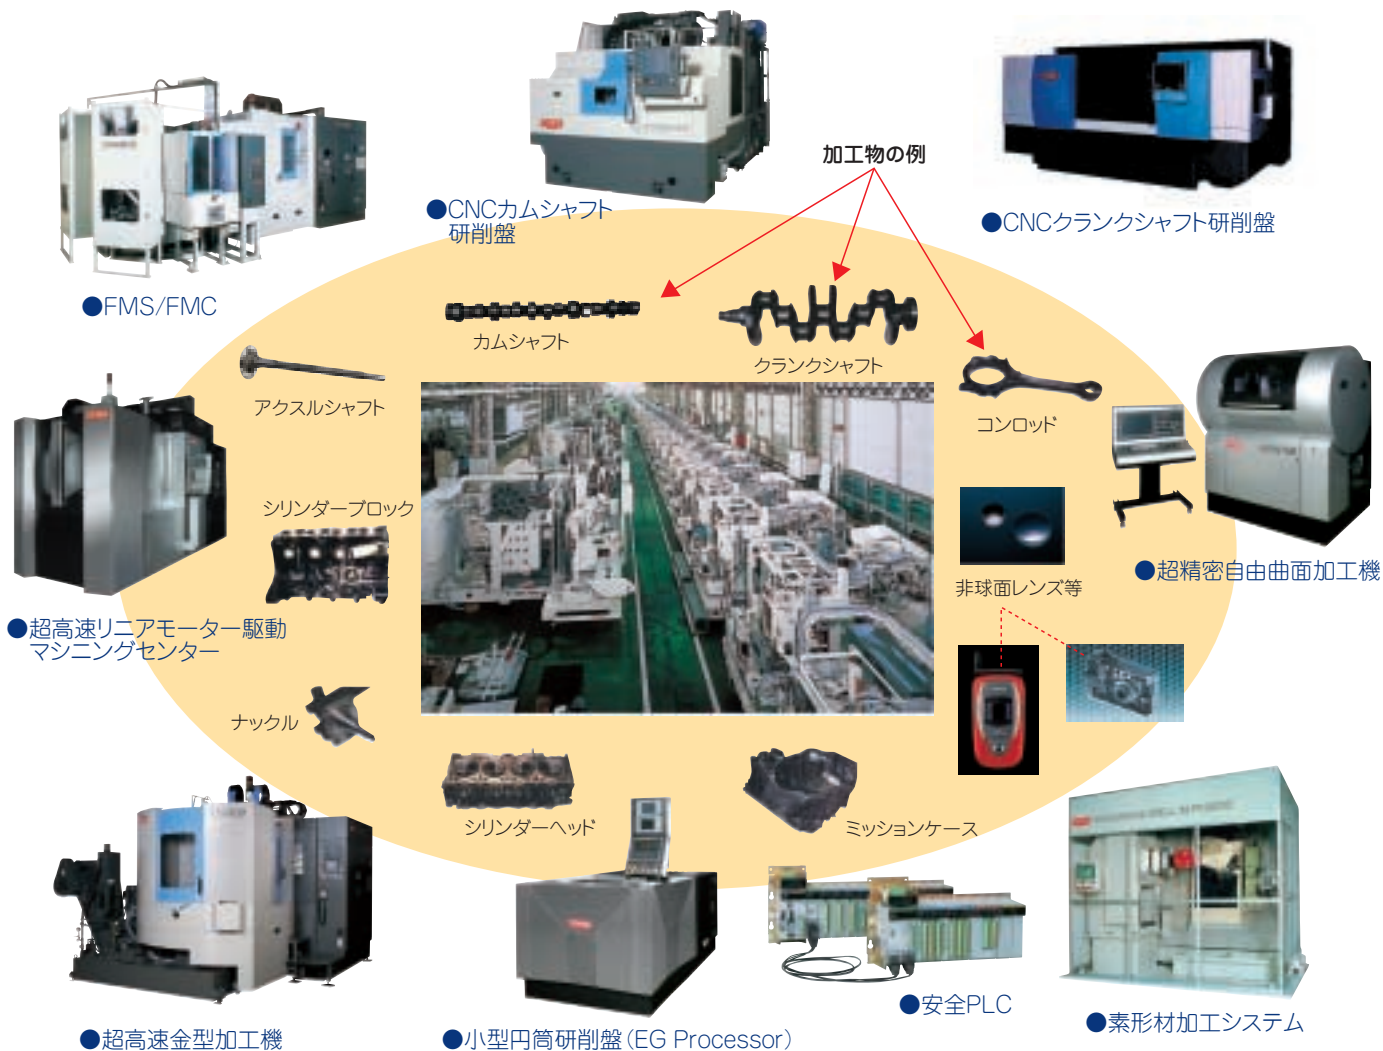 加工物の例
●CNCカムシャフト
研削盤
●CNCクランクシャフト研削盤
●FMS/FMC
カムシャフト
クランクシャフト
アクスルシャフト
コンロッド
シリンダーブロック
非球面レンズ等
●超精密自由曲面加工機
●超高速リニアモーター駆動
マシニングセンター
ナックル
シリンダーヘッド
ミッションケース
●安全PLC
●素形材加工システム
●超高速金型加工機
●小型円筒研削盤(EG Processor)